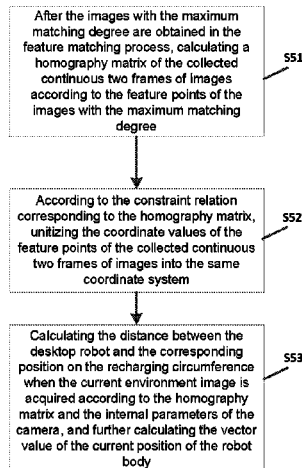 After the images with the maximum
matching degree are obtained in the
feature matching process, calculating a
homography matrix of the collected
continuous two frames of images
according to the feature points of the
images with the maximum matching
degree
S51
According to the constraint relation
corresponding to the homography matrix,
unitizing the coordinate values of the
feature points of the collected continuous
two frames of images into the same
coordinate system
S52
Calculating the distance between the
desktop robot and the corresponding
position on the recharging circumference
when the current environment image is
acquired according to the homography
matrix and the internal parameters of the
camera, and further calculating the vector
value of the current position of the robot
body
S53